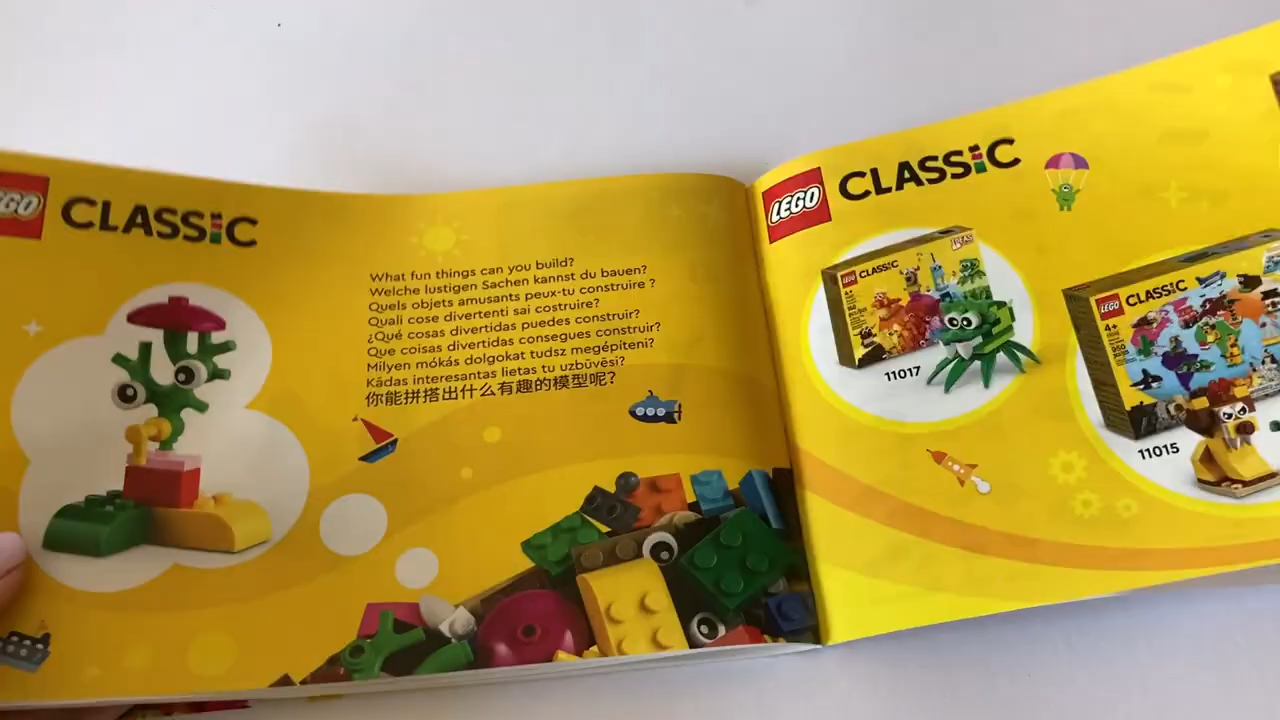 LEGO
CLASSIC
What fun things can you build?
Welche lustigen Sachen kannst du bauen?
Quels objets amusants peux-tu construire ?
Quali cose divertenti sai costruire?
¿Qué cosas divertidas puedes construir?
Que coisas divertidas consegues construir?
Milyen mókás dolgokat tudsz megépíteni?
Kādas interesantas lietas tu uzbūvēsi?
你能拼搭出什么有趣的模型呢?
LEGO
CLASSIC
LEGO
CLASSIC
4+
11017
LEGO
CLASSIC
4+
950
11015